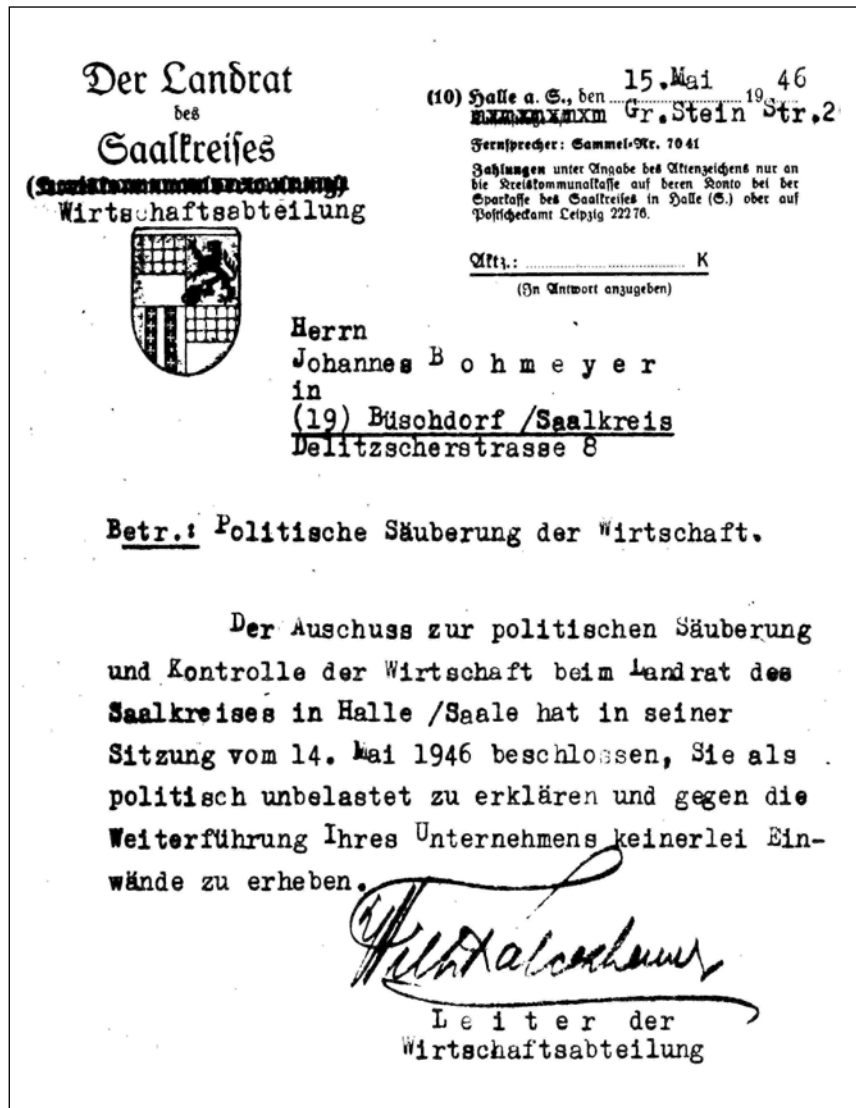 Der Landrat
des
Saalkreises
Wirtschaftsabteilung
(10) Halle a. S., den 15.Mai 19 46
Gr.Stein Str.2
Fernsprecher: Sammel-Nr. 7041
Zahlungen unter Angabe des Aktenzeichens nur an
die Kreiskommunalkasse auf deren Konto bei der
Sparkasse des Saalkreises in Halle (S.) oder auf
Postscheckamt Leipzig 22276.
Aktz.: K
(In Antwort anzugeben)
Herrn
Johannes B o h m e y e r
in
(19) Büschdorf /Saalkreis
Delitzscherstrasse 8
Betr.: Politische Säuberung der Wirtschaft.
Der Auschuss zur politischen Säuberung
und Kontrolle der Wirtschaft beim Landrat des
Saalkreises in Halle /Saale hat in seiner
Sitzung vom 14. Mai 1946 beschlossen, Sie als
politisch unbelastet zu erklären und gegen die
Weiterführung Ihres Unternehmens keinerlei Ein-
wände zu erheben.
L e i t e r der
Wirtschaftsabteilung